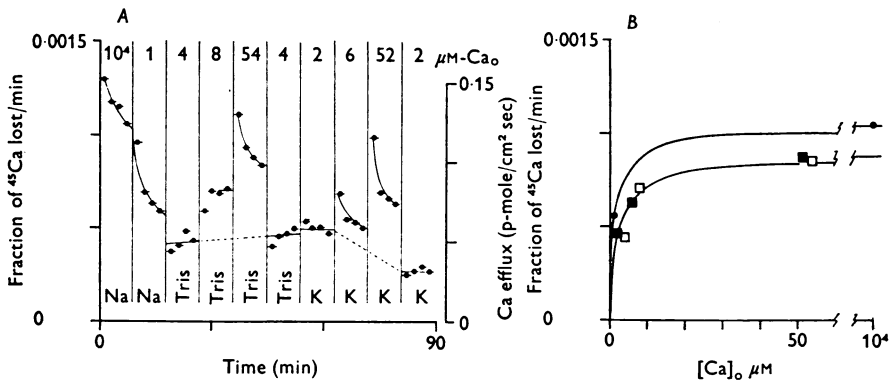 A
0·0015
10⁴ 1 4 8 54 4 2 6 52 2 μM-Caₒ
0·15
Fraction of ⁴⁵Ca lost/min
Ca efflux (p-mole/cm² sec)
Na Na Tris Tris Tris Tris K K K K
0
0
0 90
Time (min)
B
0·0015
Fraction of ⁴⁵Ca lost/min
0
0 10 50 10⁴
[Ca]ₒ μM